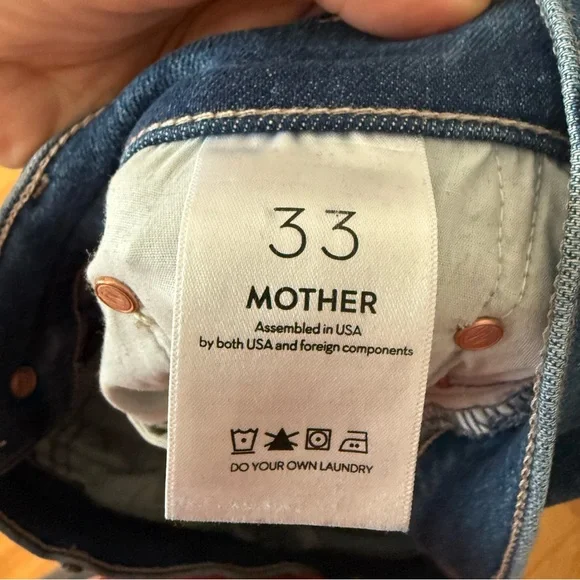 33
MOTHER
Assembled in USA
by both USA and foreign components
DO YOUR OWN LAUNDRY